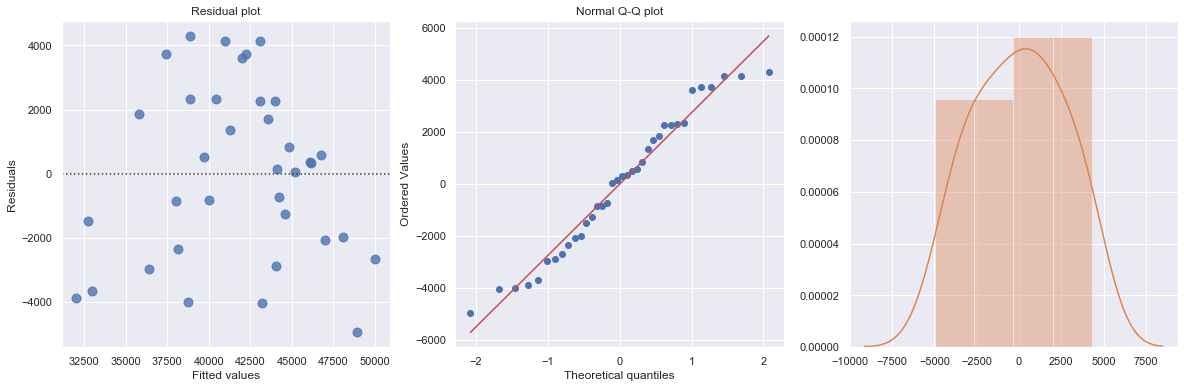 Residual plot
4000
2000
0
−2000
−4000
32500 35000 37500 40000 42500 45000 47500 50000
Fitted values
Residuals
Normal Q-Q plot
6000
4000
2000
0
−2000
−4000
−6000
−2 −1 0 1 2
Theoretical quantiles
Ordered Values
0.00012
0.00010
0.00008
0.00006
0.00004
0.00002
0.00000
−10000 −7500 −5000 −2500 0 2500 5000 7500